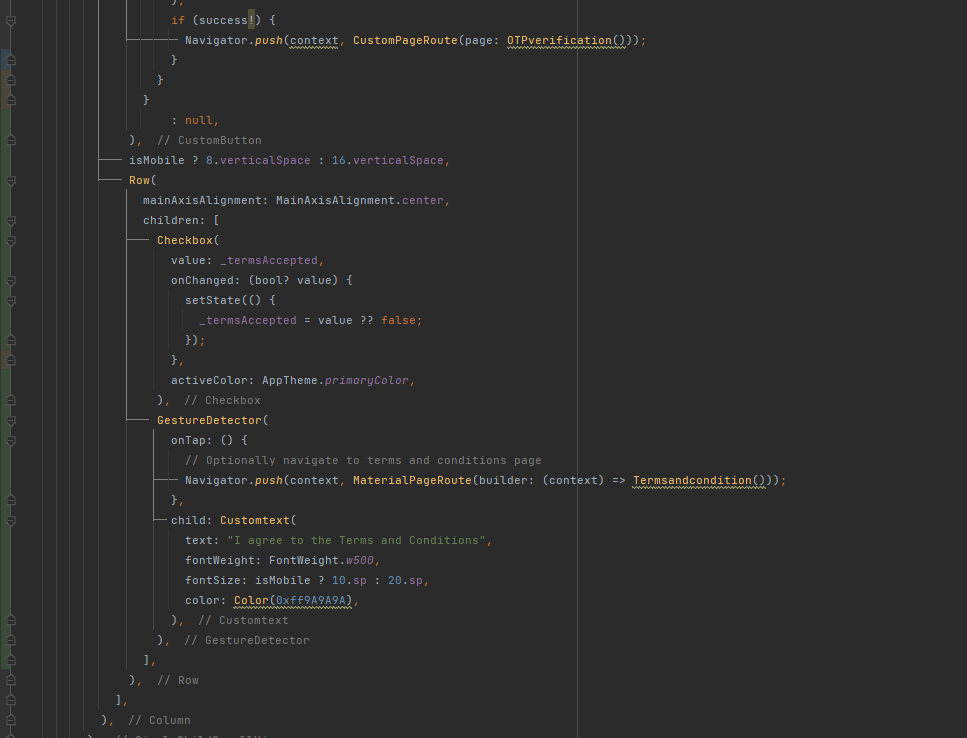 ),
if (success!) {
Navigator.push(context, CustomPageRoute(page: OTPverification()));
}
}
}
: null,
), // CustomButton
isMobile ? 8.verticalSpace : 16.verticalSpace,
Row(
mainAxisAlignment: MainAxisAlignment.center,
children: [
Checkbox(
value: _termsAccepted,
onChanged: (bool? value) {
setState(() {
_termsAccepted = value ?? false;
});
},
activeColor: AppTheme.primaryColor,
), // Checkbox
GestureDetector(
onTap: () {
// Optionally navigate to terms and conditions page
Navigator.push(context, MaterialPageRoute(builder: (context) => Termsandcondition()));
},
child: Customtext(
text: "I agree to the Terms and Conditions",
fontWeight: FontWeight.w500,
fontSize: isMobile ? 10.sp : 20.sp,
color: Color(0xff9A9A9A),
), // Customtext
), // GestureDetector
],
), // Row
],
), // Column